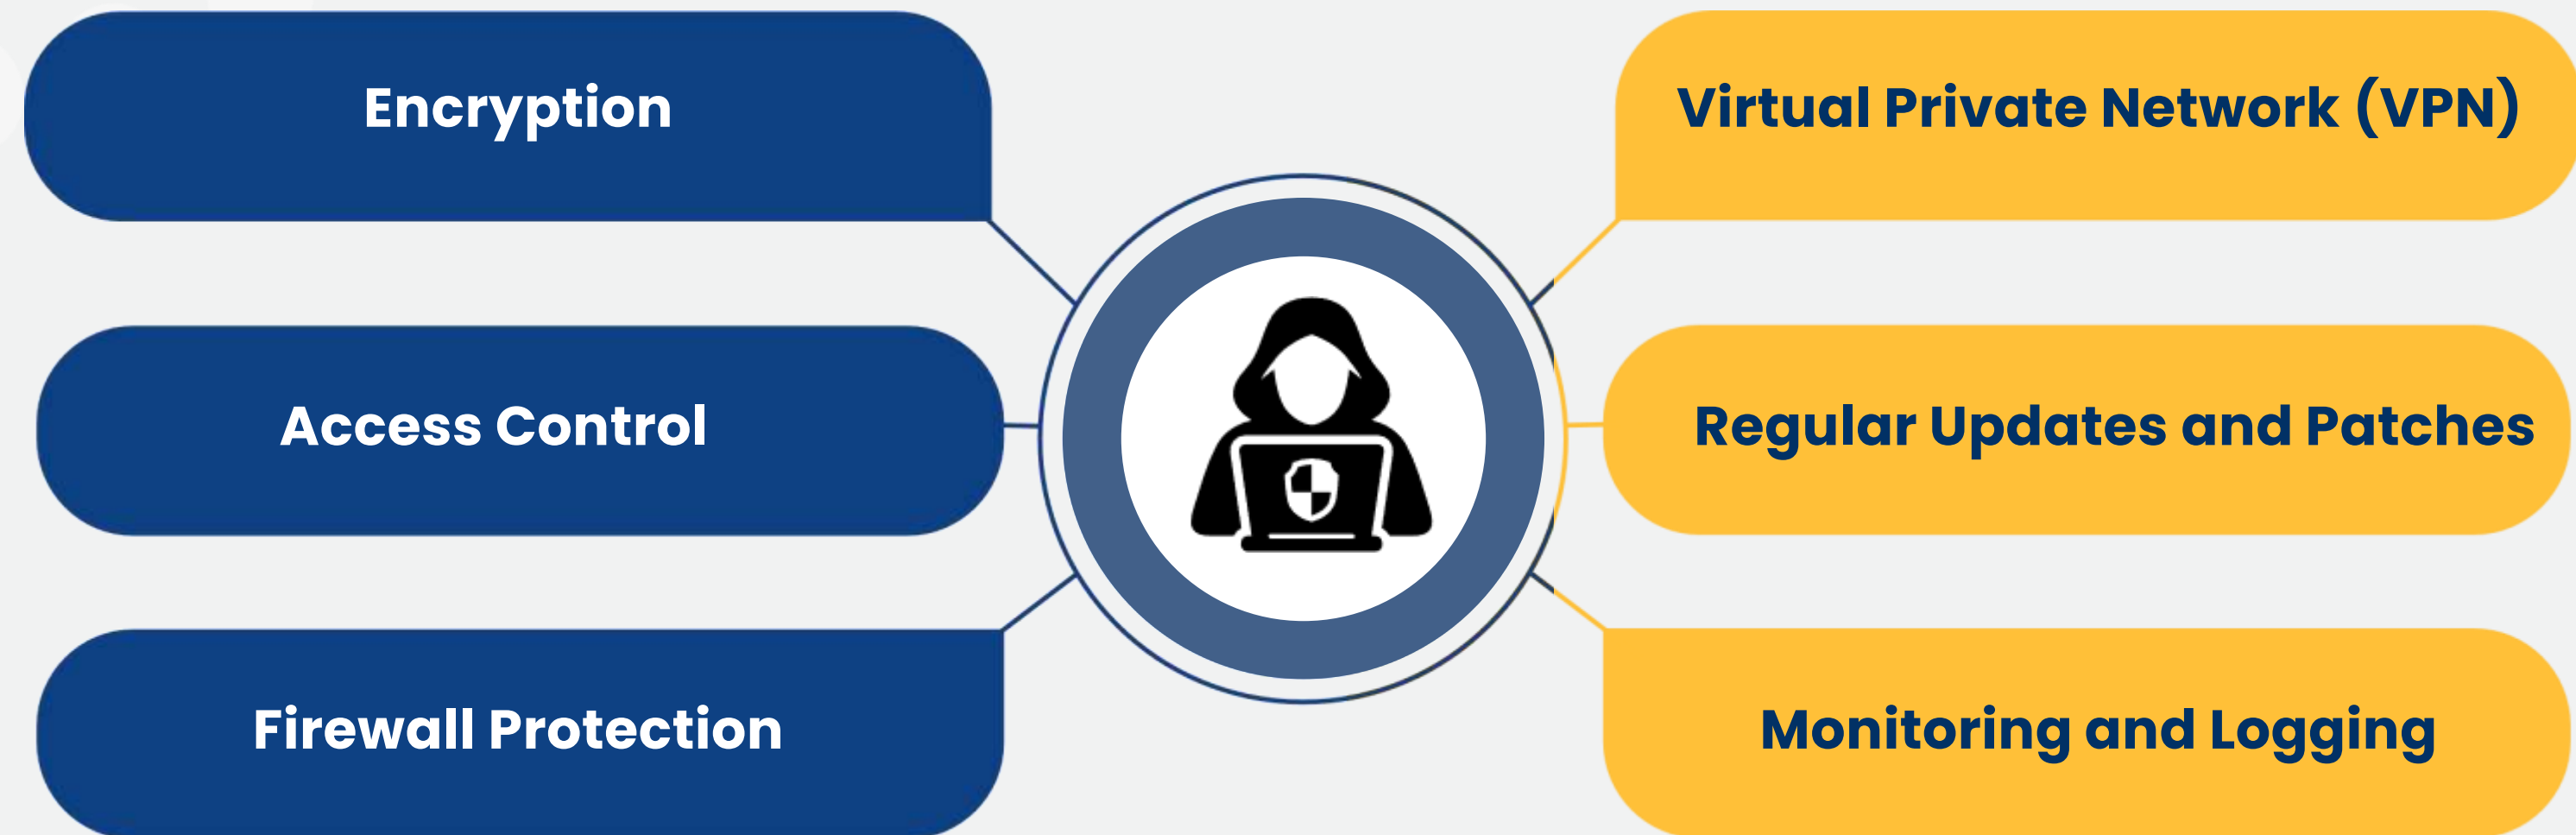 Encryption
Virtual Private Network (VPN)
Access Control
Regular Updates and Patches
Firewall Protection
Monitoring and Logging